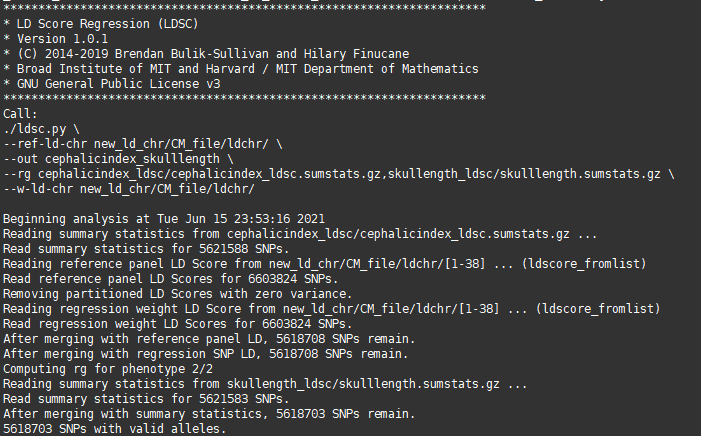 *********************************************************************
* LD Score Regression (LDSC)
* Version 1.0.1
* (C) 2014-2019 Brendan Bulik-Sullivan and Hilary Finucane
* Broad Institute of MIT and Harvard / MIT Department of Mathematics
* GNU General Public License v3
*********************************************************************
Call:
./ldsc.py \
--ref-ld-chr new_ld_chr/CM_file/ldchr/ \
--out cephalicindex_skulllength \
--rg cephalicindex_ldsc/cephalicindex_ldsc.sumstats.gz,skullength_ldsc/skulllength.sumstats.gz \
--w-ld-chr new_ld_chr/CM_file/ldchr/
Beginning analysis at Tue Jun 15 23:53:16 2021
Reading summary statistics from cephalicindex_ldsc/cephalicindex_ldsc.sumstats.gz ...
Read summary statistics for 5621588 SNPs.
Reading reference panel LD Score from new_ld_chr/CM_file/ldchr/[1-38] ... (ldscore_fromlist)
Read reference panel LD Scores for 6603824 SNPs.
Removing partitioned LD Scores with zero variance.
Reading regression weight LD Score from new_ld_chr/CM_file/ldchr/[1-38] ... (ldscore_fromlist)
Read regression weight LD Scores for 6603824 SNPs.
After merging with reference panel LD, 5618708 SNPs remain.
After merging with regression SNP LD, 5618708 SNPs remain.
Computing rg for phenotype 2/2
Reading summary statistics from skullength_ldsc/skulllength.sumstats.gz ...
Read summary statistics for 5621583 SNPs.
After merging with summary statistics, 5618703 SNPs remain.
5618703 SNPs with valid alleles.